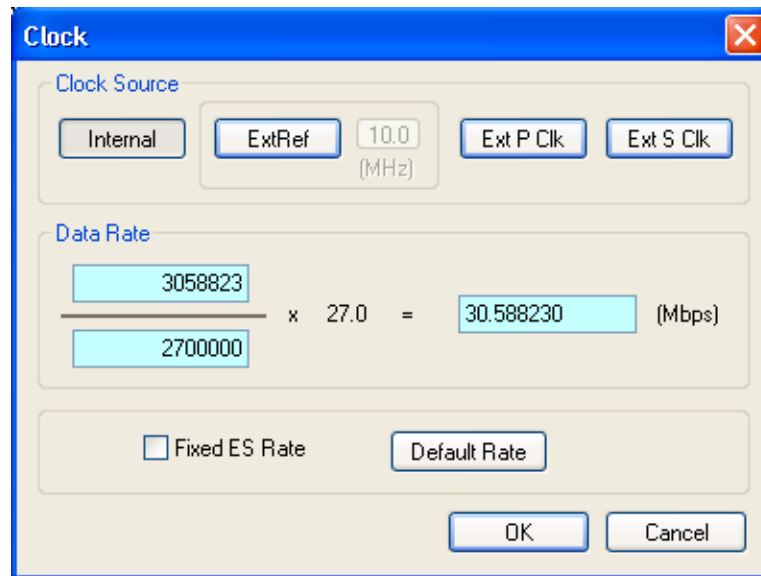 Clock
Clock Source
Internal ExtRef 10.0 Ext P Clk Ext S Clk
(MHz)
Data Rate
3058823
x 27.0 = 30.588230 (Mbps)
2700000
Fixed ES Rate Default Rate
OK Cancel